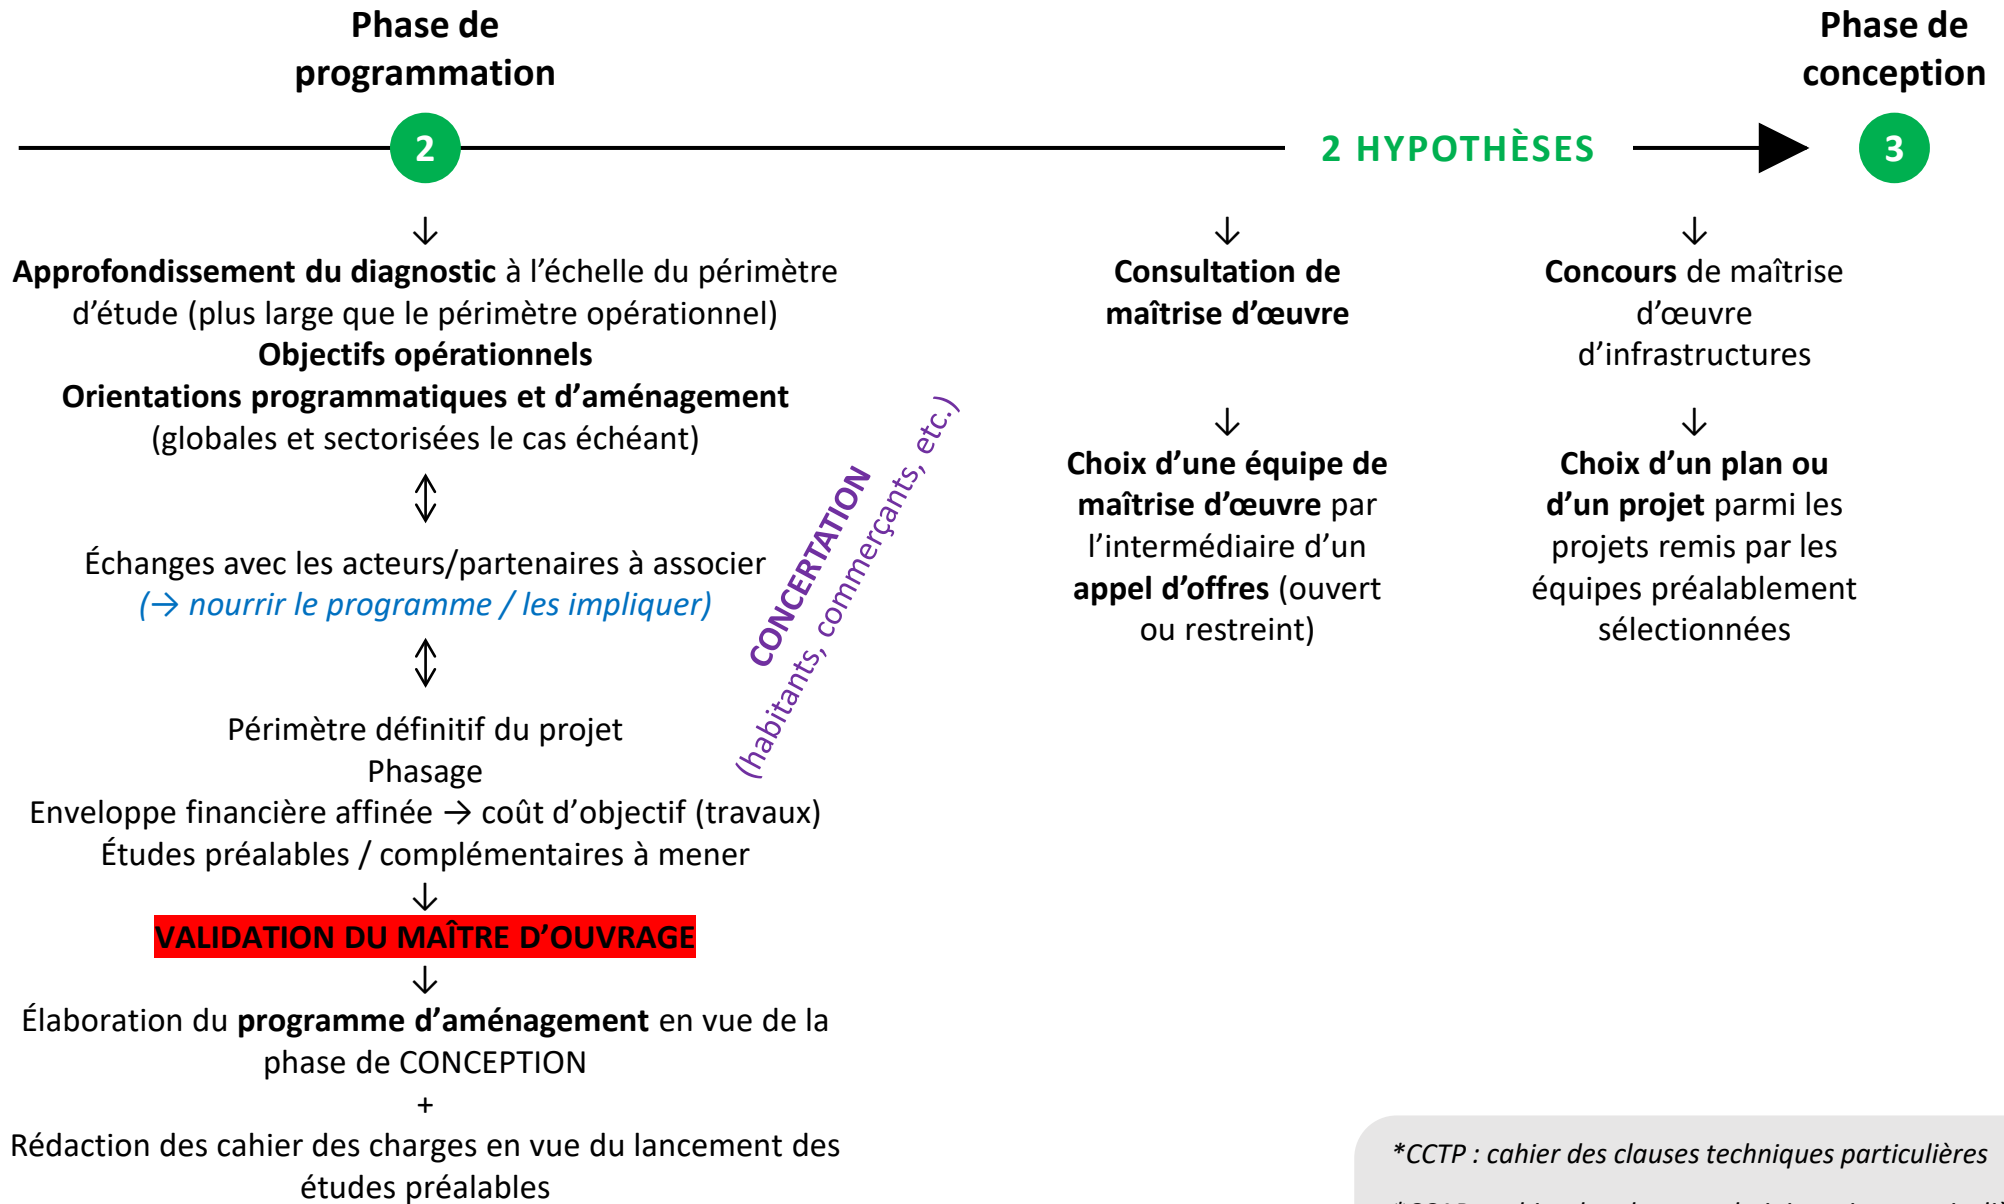 Phase de
programmation
2
2 HYPOTHÈSES
Phase de
conception
3
↓
Approfondissement du diagnostic à l’échelle du périmètre
d’étude (plus large que le périmètre opérationnel)
Objectifs opérationnels
Orientations programmatiques et d’aménagement
(globales et sectorisées le cas échéant)
↕
Échanges avec les acteurs/partenaires à associer
(→ nourrir le programme / les impliquer)
↕
Périmètre définitif du projet
Phasage
Enveloppe financière affinée → coût d’objectif (travaux)
Études préalables / complémentaires à mener
↓
VALIDATION DU MAÎTRE D’OUVRAGE
↓
Élaboration du programme d’aménagement en vue de la
phase de CONCEPTION
+
Rédaction des cahier des charges en vue du lancement des
études préalables
CONCERTATION
(habitants, commerçants, etc.)
↓
Consultation de
maîtrise d’œuvre
↓
Choix d’une équipe de
maîtrise d’œuvre par
l’intermédiaire d’un
appel d’offres (ouvert
ou restreint)
↓
Concours de maîtrise
d’œuvre
d’infrastructures
↓
Choix d’un plan ou
d’un projet parmi les
projets remis par les
équipes préalablement
sélectionnées
*CCTP : cahier des clauses techniques particulières